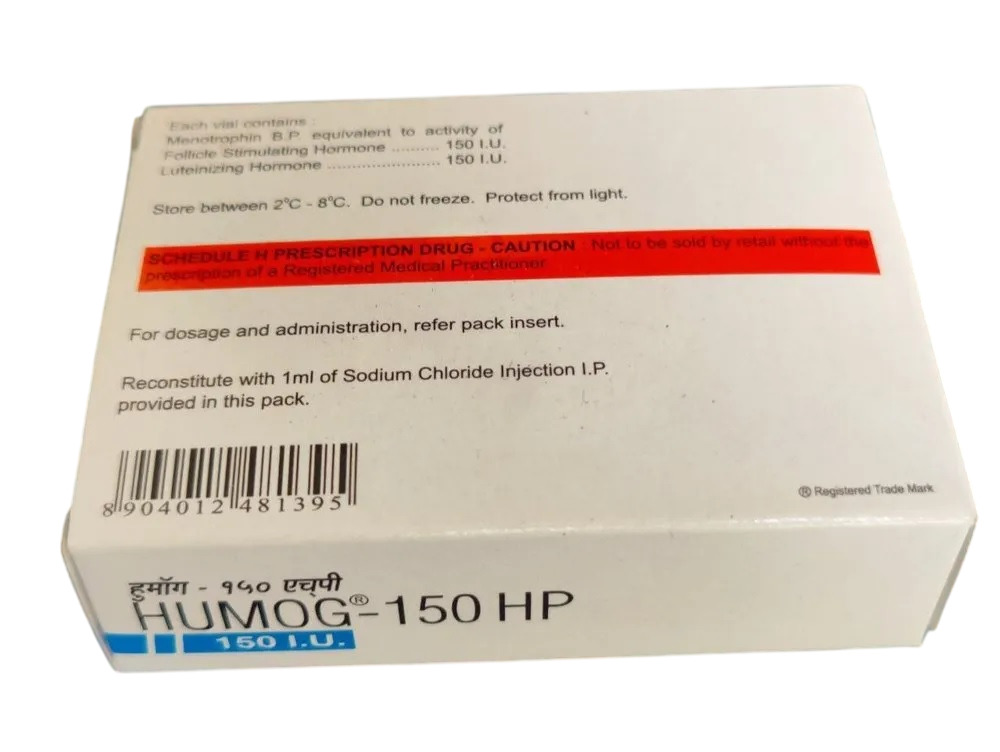 Each vial contains :
Menotrophin B.P. equivalent to activity of
Follicle Stimulating Hormone ......... 150 I.U.
Luteinizing Hormone ...................... 150 I.U.
Store between 2°C - 8°C. Do not freeze. Protect from light.
SCHEDULE H PRESCRIPTION DRUG - CAUTION : Not to be sold by retail without the
prescription of a Registered Medical Practitioner
For dosage and administration, refer pack insert.
Reconstitute with 1ml of Sodium Chloride Injection I.P.
provided in this pack.
8 904012 481395
® Registered Trade Mark
हुमॉग - १५० एच्पी
HUMOG®-150 HP
150 I.U.